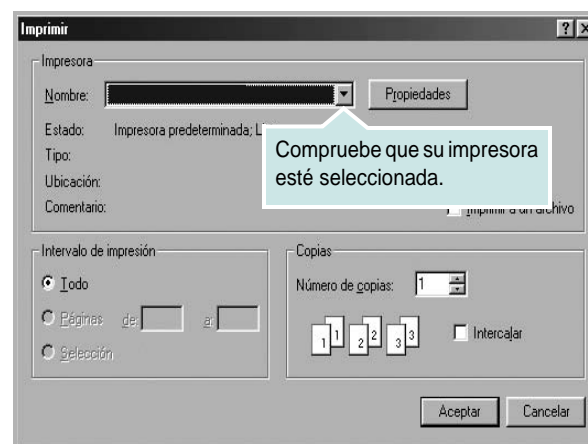 Imprimir
Impresora
Nombre:
Propiedades
Estado: Impresora predeterminada;
Tipo:
Ubicación:
Comentario:
Compruebe que su impresora
esté seleccionada.
Imprimir a un archivo
Intervalo de impresión
Todo
Páginas de: a:
Selección
Copias
Número de copias: 1
1 1 2 2 3 3
Intercalar
Aceptar
Cancelar